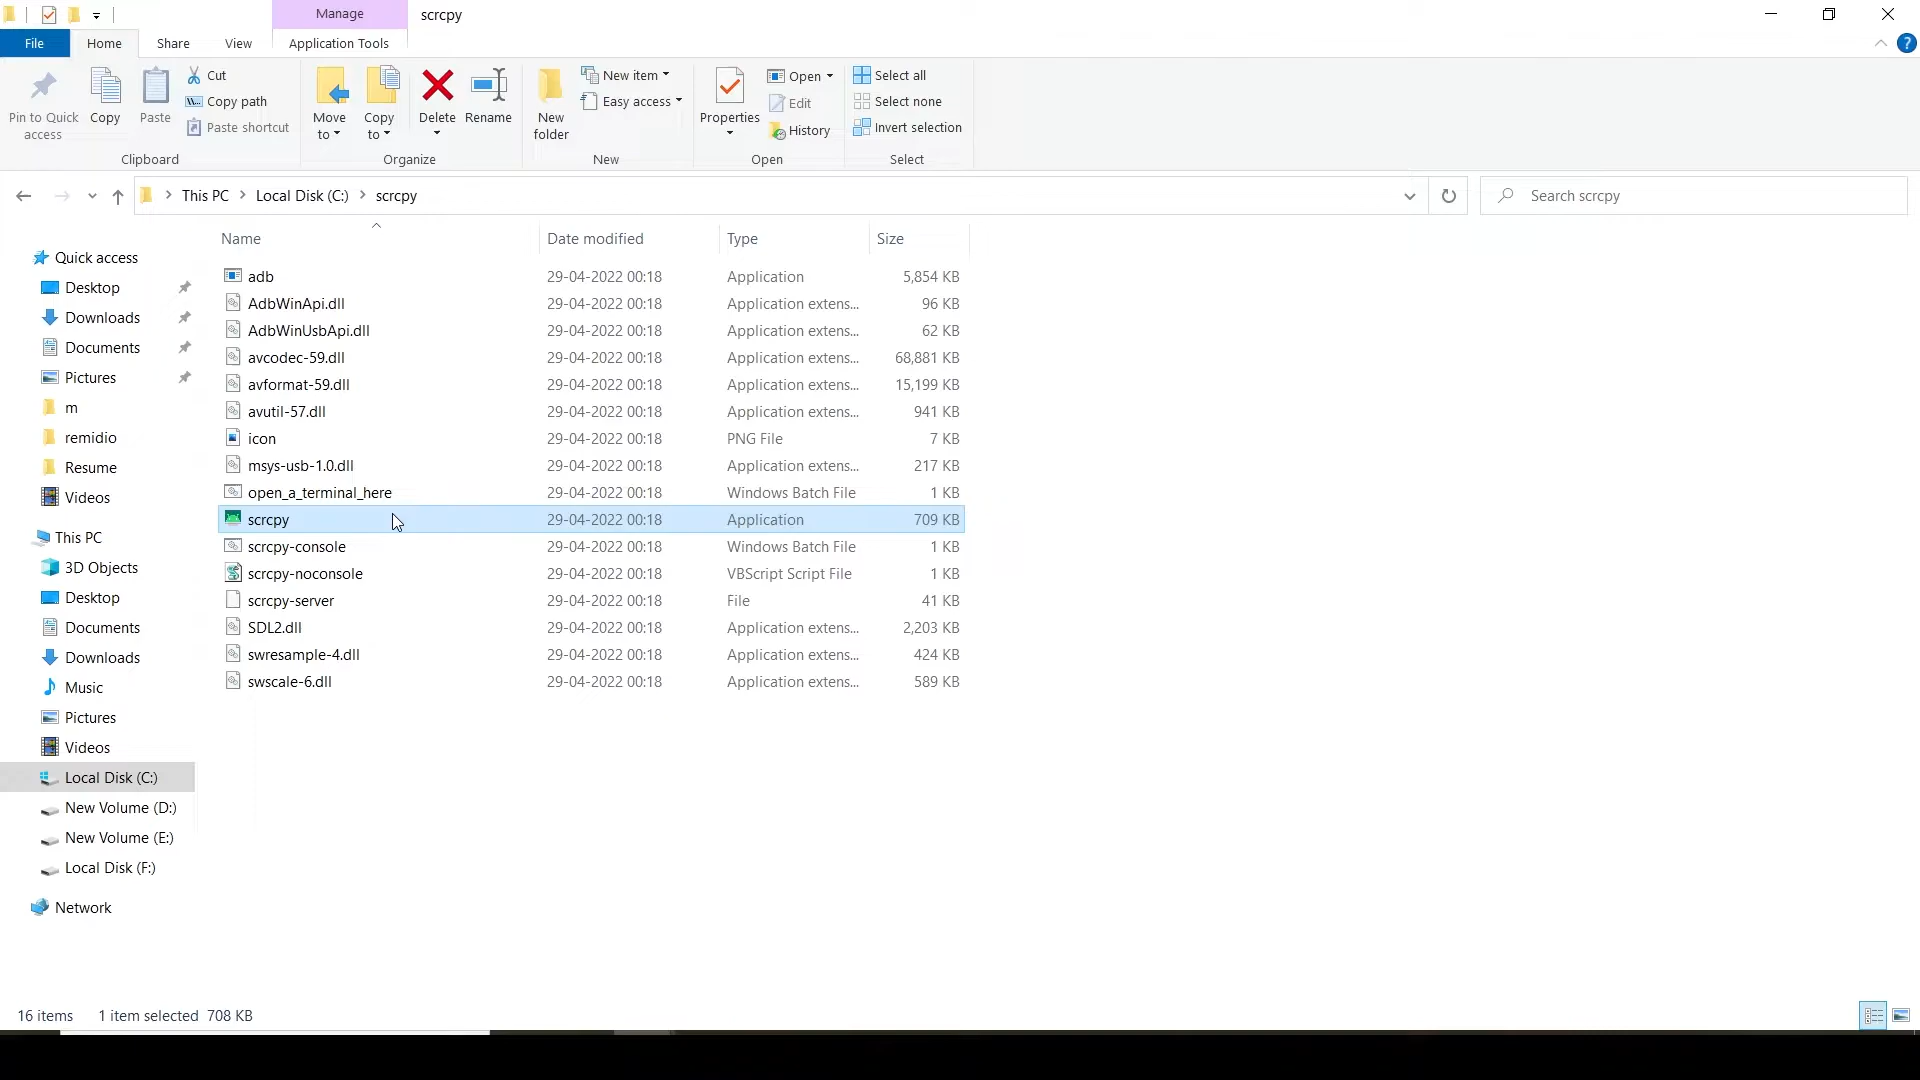 Manage
scrcpy
File
Home
Share
View
Application Tools
?
Pin to Quick access
Copy
Paste
Cut
Copy path
Paste shortcut
Clipboard
Move to
Copy to
Delete
Rename
Organize
New folder
New item
Easy access
New
Properties
Open
Edit
History
Open
Select all
Select none
Invert selection
Select
This PC
Local Disk (C:)
scrcpy
Search scrcpy
Name Date modified Type Size
adb 29-04-2022 00:18 Application 5,854 KB
AdbWinApi.dll 29-04-2022 00:18 Application extens... 96 KB
AdbWinUsbApi.dll 29-04-2022 00:18 Application extens... 62 KB
avcodec-59.dll 29-04-2022 00:18 Application extens... 68,881 KB
avformat-59.dll 29-04-2022 00:18 Application extens... 15,199 KB
avutil-57.dll 29-04-2022 00:18 Application extens... 941 KB
icon 29-04-2022 00:18 PNG File 7 KB
msys-usb-1.0.dll 29-04-2022 00:18 Application extens... 217 KB
open_a_terminal_here 29-04-2022 00:18 Windows Batch File 1 KB
scrcpy 29-04-2022 00:18 Application 709 KB
scrcpy-console 29-04-2022 00:18 Windows Batch File 1 KB
scrcpy-noconsole 29-04-2022 00:18 VBScript Script File 1 KB
scrcpy-server 29-04-2022 00:18 File 41 KB
SDL2.dll 29-04-2022 00:18 Application extens... 2,203 KB
swresample-4.dll 29-04-2022 00:18 Application extens... 424 KB
swscale-6.dll 29-04-2022 00:18 Application extens... 589 KB
Quick access
Desktop
Downloads
Documents
Pictures
m
remidio
Resume
Videos
This PC
3D Objects
Desktop
Documents
Downloads
Music
Pictures
Videos
Local Disk (C:)
New Volume (D:)
New Volume (E:)
Local Disk (F:)
Network
16 items 1 item selected 708 KB